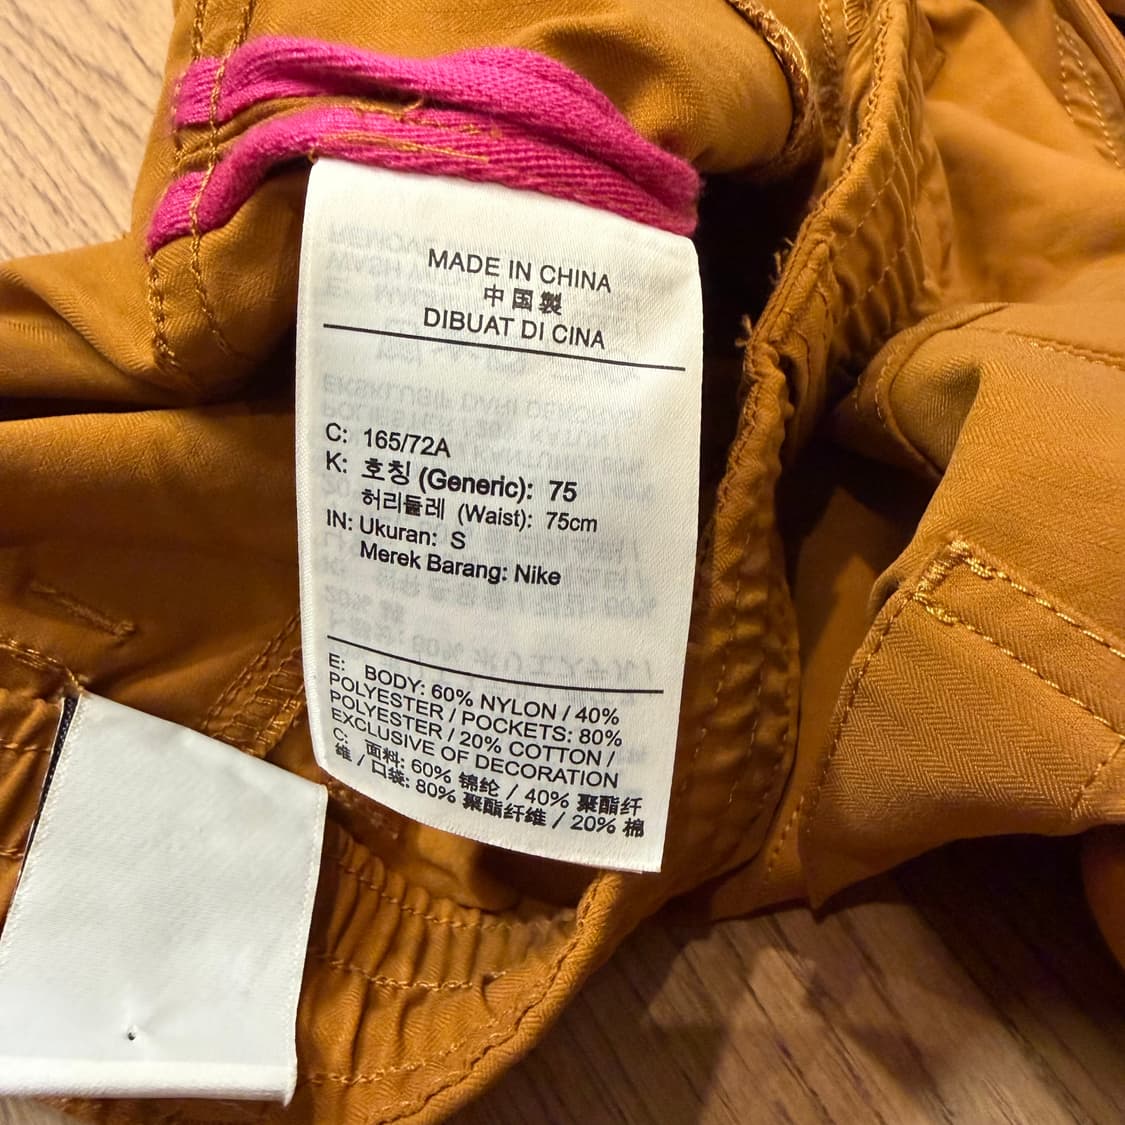 MADE IN CHINA
中国製
DIBUAT DI CINA
C: 165/72A
K: 호칭 (Generic): 75
허리둘레 (Waist): 75cm
IN: Ukuran: S
Merek Barang: Nike
E: BODY: 60% NYLON / 40%
POLYESTER / POCKETS: 80%
POLYESTER / 20% COTTON /
EXCLUSIVE OF DECORATION
C: 面料: 60% 锦纶 / 40% 聚酯纤
维 / 口袋: 80% 聚酯纤维 / 20% 棉